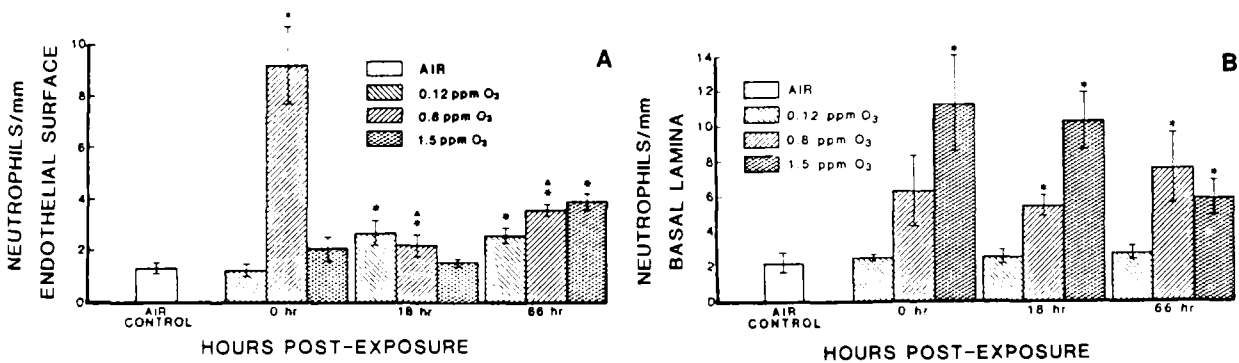 NEUTROPHILS/mm
ENDOTHELIAL SURFACE
10
8
6
4
2
0
*
*
▲
*
*
▲
*
*
A
AIR
0.12 ppm O₃
0.8 ppm O₃
1.5 ppm O₃
AIR
CONTROL
0 hr
18 hr
66 hr
HOURS POST-EXPOSURE
NEUTROPHILS/mm
BASAL LAMINA
14
12
10
8
6
4
2
0
*
*
*
*
*
B
AIR
0.12 ppm O₃
0.8 ppm O₃
1.5 ppm O₃
AIR
CONTROL
0 hr
18 hr
66 hr
HOURS POST-EXPOSURE